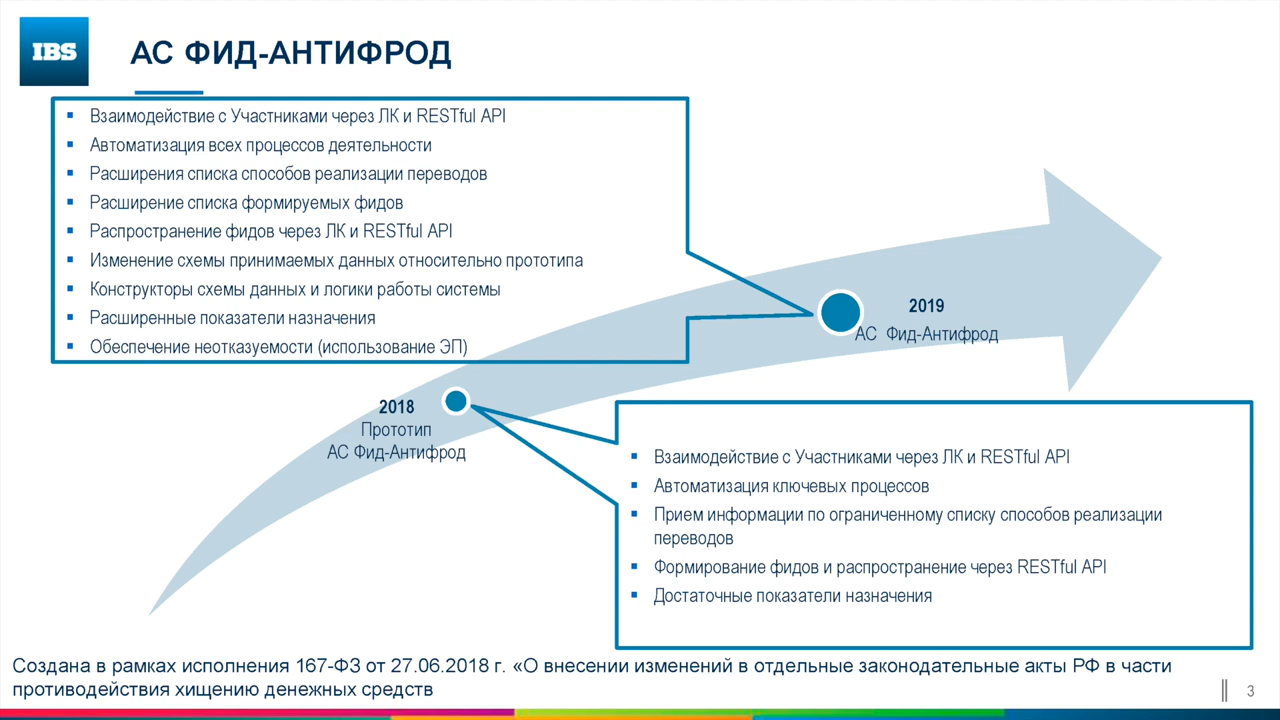 IBS
АС ФИД-АНТИФРОД
▪ Взаимодействие с Участниками через ЛК и RESTful API
▪ Автоматизация всех процессов деятельности
▪ Расширения списка способов реализации переводов
▪ Расширение списка формируемых фидов
▪ Распространение фидов через ЛК и RESTful API
▪ Изменение схемы принимаемых данных относительно прототипа
▪ Конструкторы схемы данных и логики работы системы
▪ Расширенные показатели назначения
▪ Обеспечение неотказуемости (использование ЭП)
2019
АС Фид-Антифрод
2018
Прототип
АС Фид-Антифрод
▪ Взаимодействие с Участниками через ЛК и RESTful API
▪ Автоматизация ключевых процессов
▪ Прием информации по ограниченному списку способов реализации
переводов
▪ Формирование фидов и распространение через RESTful API
▪ Достаточные показатели назначения
Создана в рамках исполнения 167-ФЗ от 27.06.2018 г. «О внесении изменений в отдельные законодательные акты РФ в части
противодействия хищению денежных средств
3